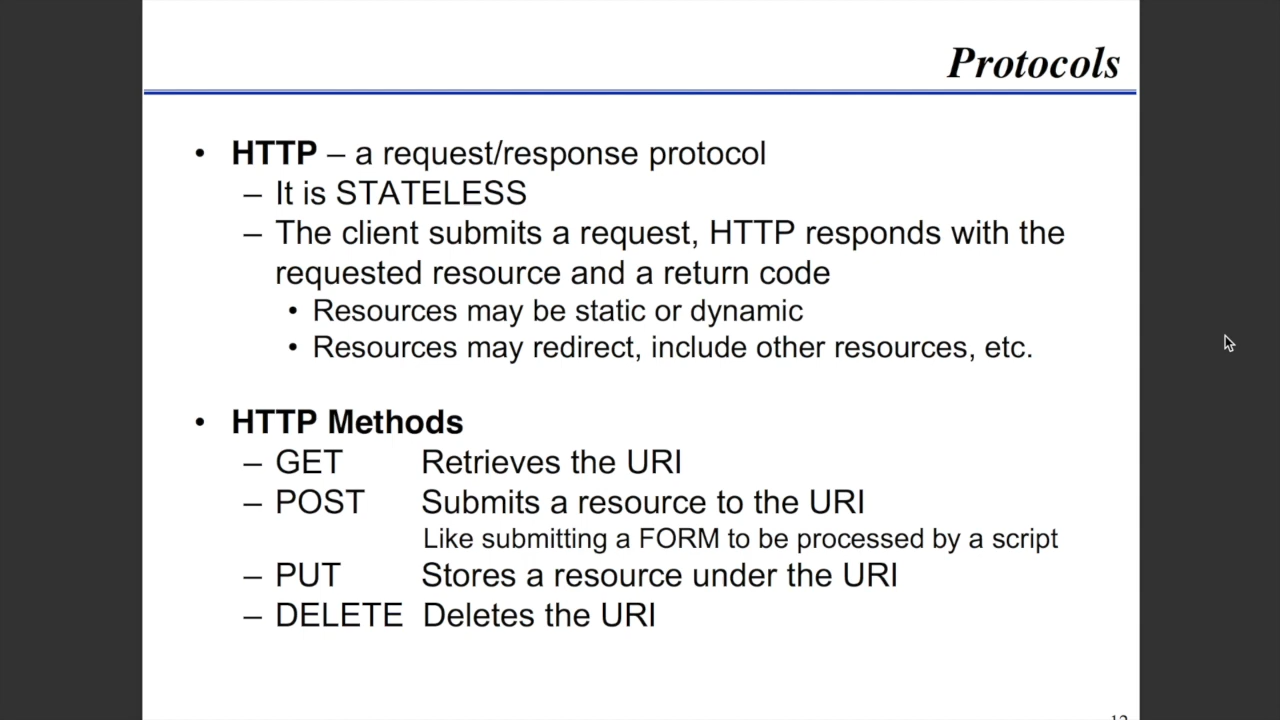 Protocols
• HTTP – a request/response protocol
– It is STATELESS
– The client submits a request, HTTP responds with the
requested resource and a return code
• Resources may be static or dynamic
• Resources may redirect, include other resources, etc.
• HTTP Methods
– GET Retrieves the URI
– POST Submits a resource to the URI
Like submitting a FORM to be processed by a script
– PUT Stores a resource under the URI
– DELETE Deletes the URI